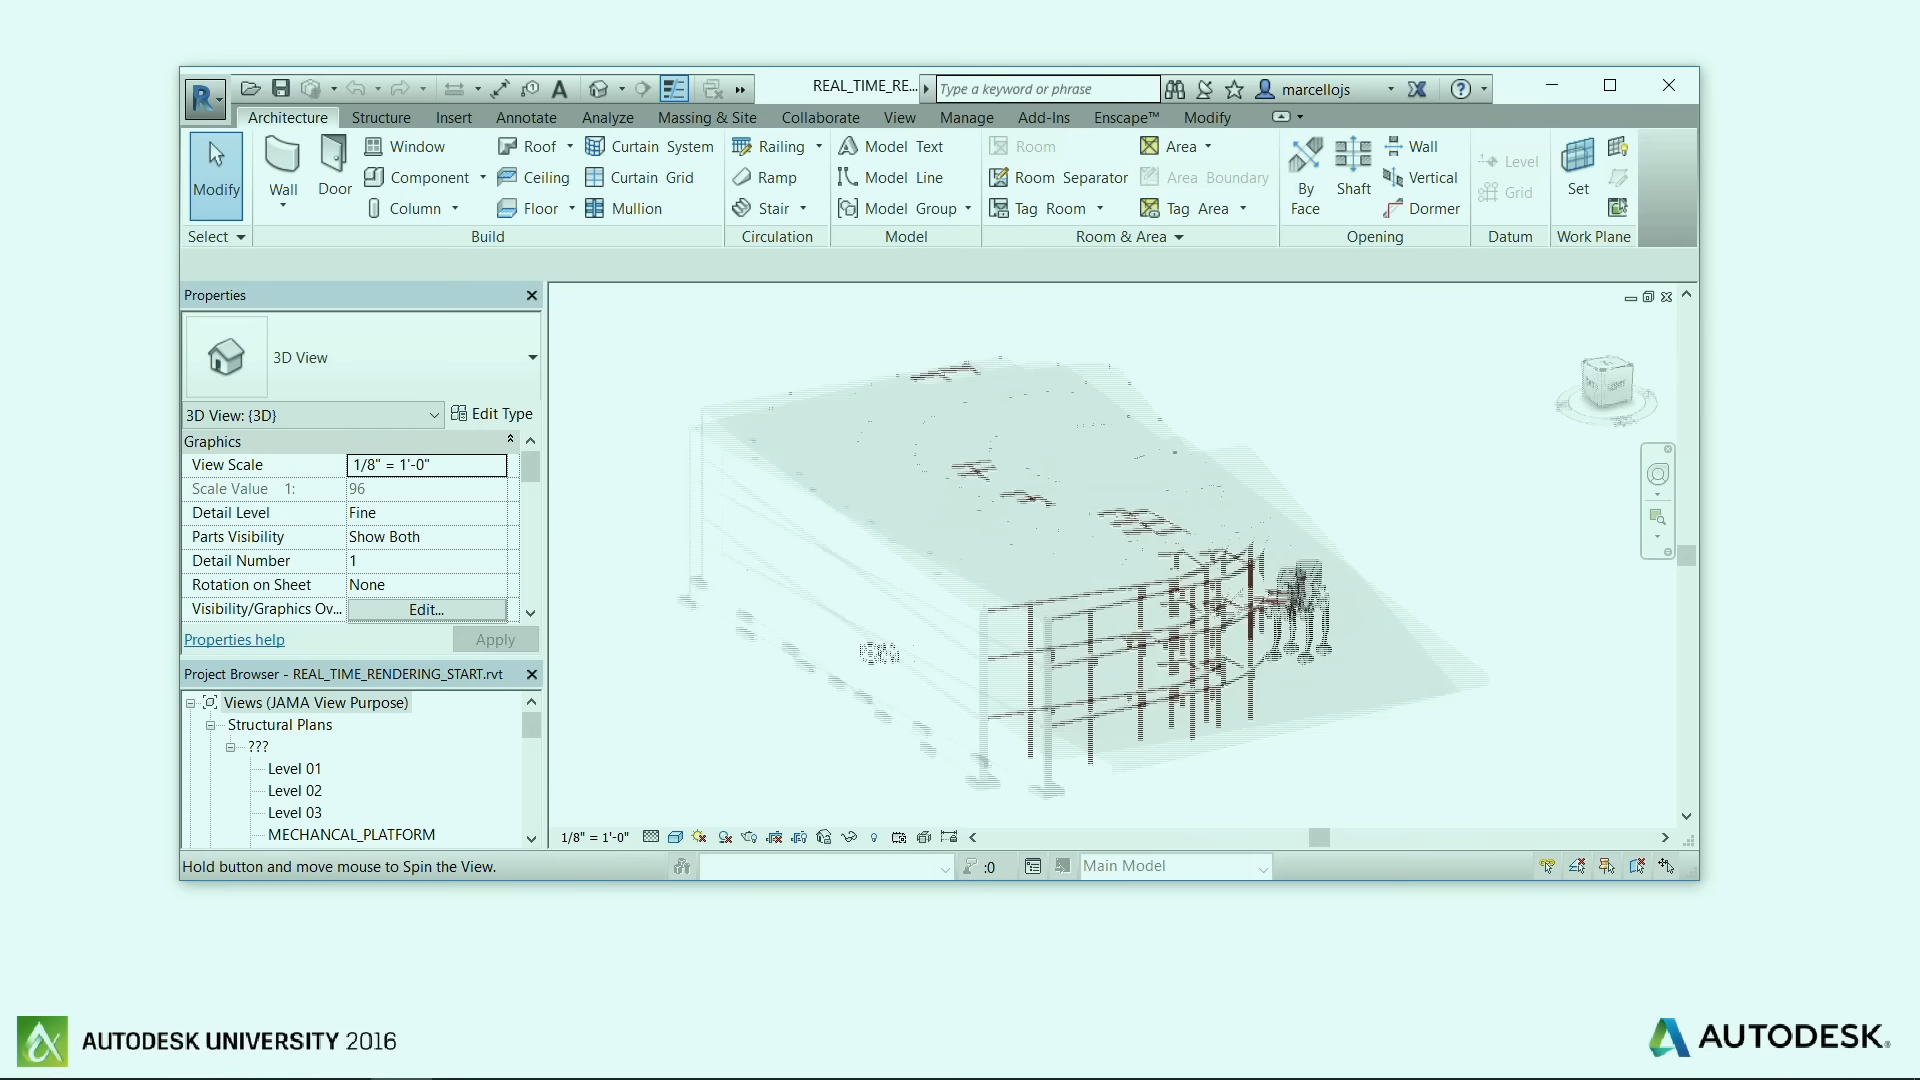 REAL_TIME_RE...
Type a keyword or phrase
marcellojs
Architecture Structure Insert Annotate Analyze Massing & Site Collaborate View Manage Add-Ins Enscape™ Modify
Modify
Select
Wall
Door
Window
Component
Column
Roof
Ceiling
Floor
Curtain System
Curtain Grid
Mullion
Build
Railing
Ramp
Stair
Circulation
Model Text
Model Line
Model Group
Model
Room
Room Separator
Tag Room
Area
Area Boundary
Tag Area
Room & Area
By Face
Shaft
Wall
Vertical
Dormer
Opening
Level
Grid
Datum
Set
Work Plane
Properties
3D View
3D View: {3D}
Edit Type
Graphics
View Scale 1/8" = 1'-0"
Scale Value 1: 96
Detail Level Fine
Parts Visibility Show Both
Detail Number 1
Rotation on Sheet None
Visibility/Graphics Ov... Edit...
Properties help
Apply
Project Browser - REAL_TIME_RENDERING_START.rvt
Views (JAMA View Purpose)
Structural Plans
???
Level 01
Level 02
Level 03
MECHANCAL_PLATFORM
1/8" = 1'-0"
Hold button and move mouse to Spin the View.
:0
Main Model
AUTODESK UNIVERSITY 2016
AUTODESK®